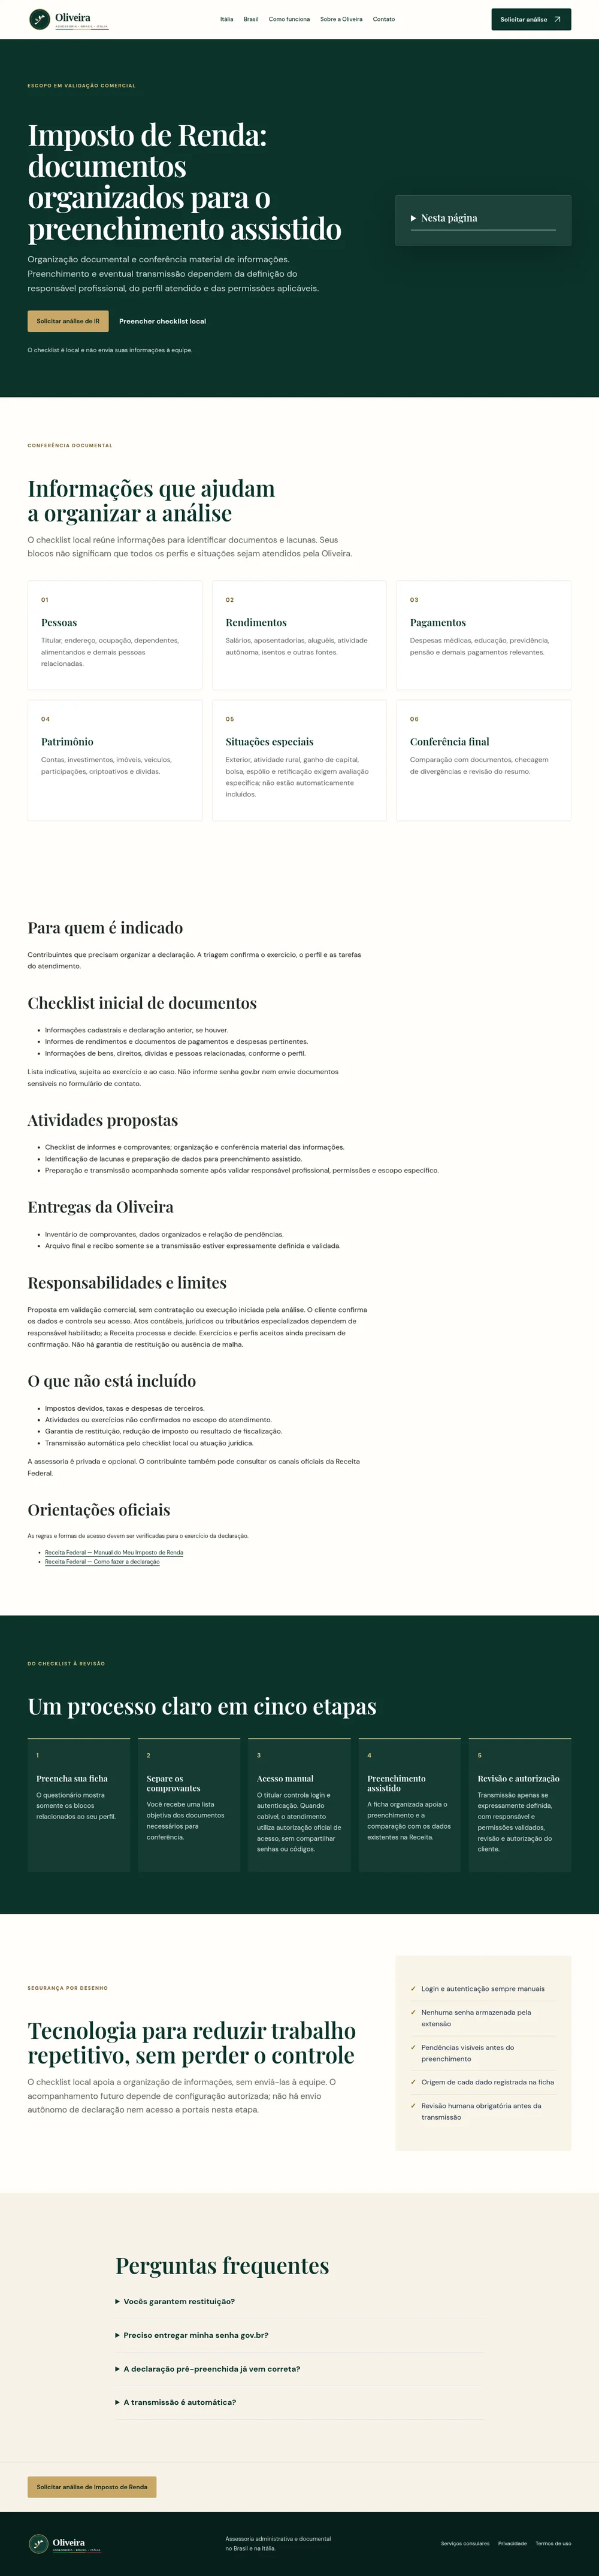 Oliveira
ASSESSORIA • BRASIL • ITÁLIA
Itália
Brasil
Como funciona
Sobre a Oliveira
Contato
Solicitar análise
ESCOPO EM VALIDAÇÃO COMERCIAL
Imposto de Renda:
documentos
organizados para o
preenchimento assistido
Organização documental e conferência material de informações.
Preenchimento e eventual transmissão dependem da definição do
responsável profissional, do perfil atendido e das permissões aplicáveis.
Solicitar análise de IR
Preencher checklist local
O checklist é local e não envia suas informações à equipe.
Nesta página
CONFERÊNCIA DOCUMENTAL
Informações que ajudam
a organizar a análise
O checklist local reúne informações para identificar documentos e lacunas. Seus
blocos não significam que todos os perfis e situações sejam atendidos pela Oliveira.
01
Pessoas
Titular, endereço, ocupação, dependentes,
alimentandos e demais pessoas
relacionadas.
02
Rendimentos
Salários, aposentadorias, aluguéis, atividade
autônoma, isentos e outras fontes.
03
Pagamentos
Despesas médicas, educação, previdência,
pensão e demais pagamentos relevantes.
04
Patrimônio
Contas, investimentos, imóveis, veículos,
participações, criptoativos e dívidas.
05
Situações especiais
Exterior, atividade rural, ganho de capital,
bolsa, espólio e retificação exigem avaliação
específica; não estão automaticamente
incluídos.
06
Conferência final
Comparação com documentos, checagem
de divergências e revisão do resumo.
Para quem é indicado
Contribuintes que precisam organizar a declaração. A triagem confirma o exercício, o perfil e as tarefas
do atendimento.
Checklist inicial de documentos
• Informações cadastrais e declaração anterior, se houver.
• Informes de rendimentos e documentos de pagamentos e despesas pertinentes.
• Informações de bens, direitos, dívidas e pessoas relacionadas, conforme o perfil.
Lista indicativa, sujeita ao exercício e ao caso. Não informe senha gov.br nem envie documentos
sensíveis no formulário de contato.
Atividades propostas
• Checklist de informes e comprovantes; organização e conferência material das informações.
• Identificação de lacunas e preparação de dados para preenchimento assistido.
• Preparação e transmissão acompanhada somente após validar responsável profissional, permissões e escopo específico.
Entregas da Oliveira
• Inventário de comprovantes, dados organizados e relação de pendências.
• Arquivo final e recibo somente se a transmissão estiver expressamente definida e validada.
Responsabilidades e limites
Proposta em validação comercial, sem contratação ou execução iniciada pela análise. O cliente confirma
os dados e controla seu acesso. Atos contábeis, jurídicos ou tributários especializados dependem de
responsável habilitado; a Receita processa e decide. Exercícios e perfis aceitos ainda precisam de
confirmação. Não há garantia de restituição ou ausência de malha.
O que não está incluído
• Impostos devidos, taxas e despesas de terceiros.
• Atividades ou exercícios não confirmados no escopo do atendimento.
• Garantia de restituição, redução de imposto ou resultado de fiscalização.
• Transmissão automática pelo checklist local ou atuação jurídica.
A assessoria é privada e opcional. O contribuinte também pode consultar os canais oficiais da Receita
Federal.
Orientações oficiais
As regras e formas de acesso devem ser verificadas para o exercício da declaração.
• Receita Federal — Manual do Meu Imposto de Renda
• Receita Federal — Como fazer a declaração
DO CHECKLIST À REVISÃO
Um processo claro em cinco etapas
1
Preencha sua ficha
O questionário mostra
somente os blocos
relacionados ao seu perfil.
2
Separe os
comprovantes
Você recebe uma lista
objetiva dos documentos
necessários para
conferência.
3
Acesso manual
O titular controla login e
autenticação. Quando
cabível, o atendimento
utiliza autorização oficial de
acesso, sem compartilhar
senhas ou códigos.
4
Preenchimento
assistido
A ficha organizada apoia o
preenchimento e a
comparação com os dados
existentes na Receita.
5
Revisão e autorização
Transmissão apenas se
expressamente definida,
com responsável e
permissões validados,
revisão e autorização do
cliente.
SEGURANÇA POR DESENHO
Tecnologia para reduzir trabalho
repetitivo, sem perder o controle
O checklist local apoia a organização de informações, sem enviá-las à equipe. O
acompanhamento futuro depende de configuração autorizada; não há envio
autônomo de declaração nem acesso a portais nesta etapa.
✓ Login e autenticação sempre manuais
✓ Nenhuma senha armazenada pela
extensão
✓ Pendências visíveis antes do
preenchimento
✓ Origem de cada dado registrada na ficha
✓ Revisão humana obrigatória antes da
transmissão
Perguntas frequentes
Vocês garantem restituição?
Preciso entregar minha senha gov.br?
A declaração pré-preenchida já vem correta?
A transmissão é automática?
Solicitar análise de Imposto de Renda
Oliveira
ASSESSORIA • BRASIL • ITÁLIA
Assessoria administrativa e documental
no Brasil e na Itália.
Serviços consulares
Privacidade
Termos de uso